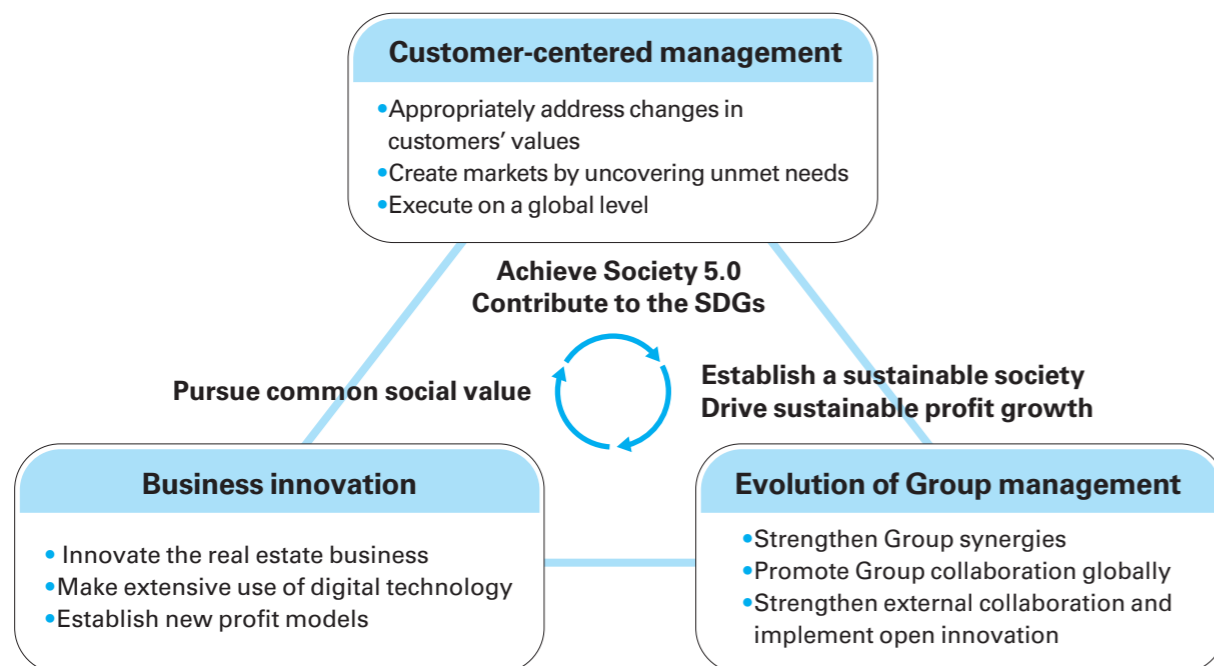 Customer-centered management
•Appropriately address changes in
customers’ values
•Create markets by uncovering unmet needs
•Execute on a global level
Achieve Society 5.0
Contribute to the SDGs
Pursue common social value
Establish a sustainable society
Drive sustainable profit growth
Business innovation
• Innovate the real estate business
•Make extensive use of digital technology
•Establish new profit models
Evolution of Group management
•Strengthen Group synergies
•Promote Group collaboration globally
•Strengthen external collaboration and
implement open innovation